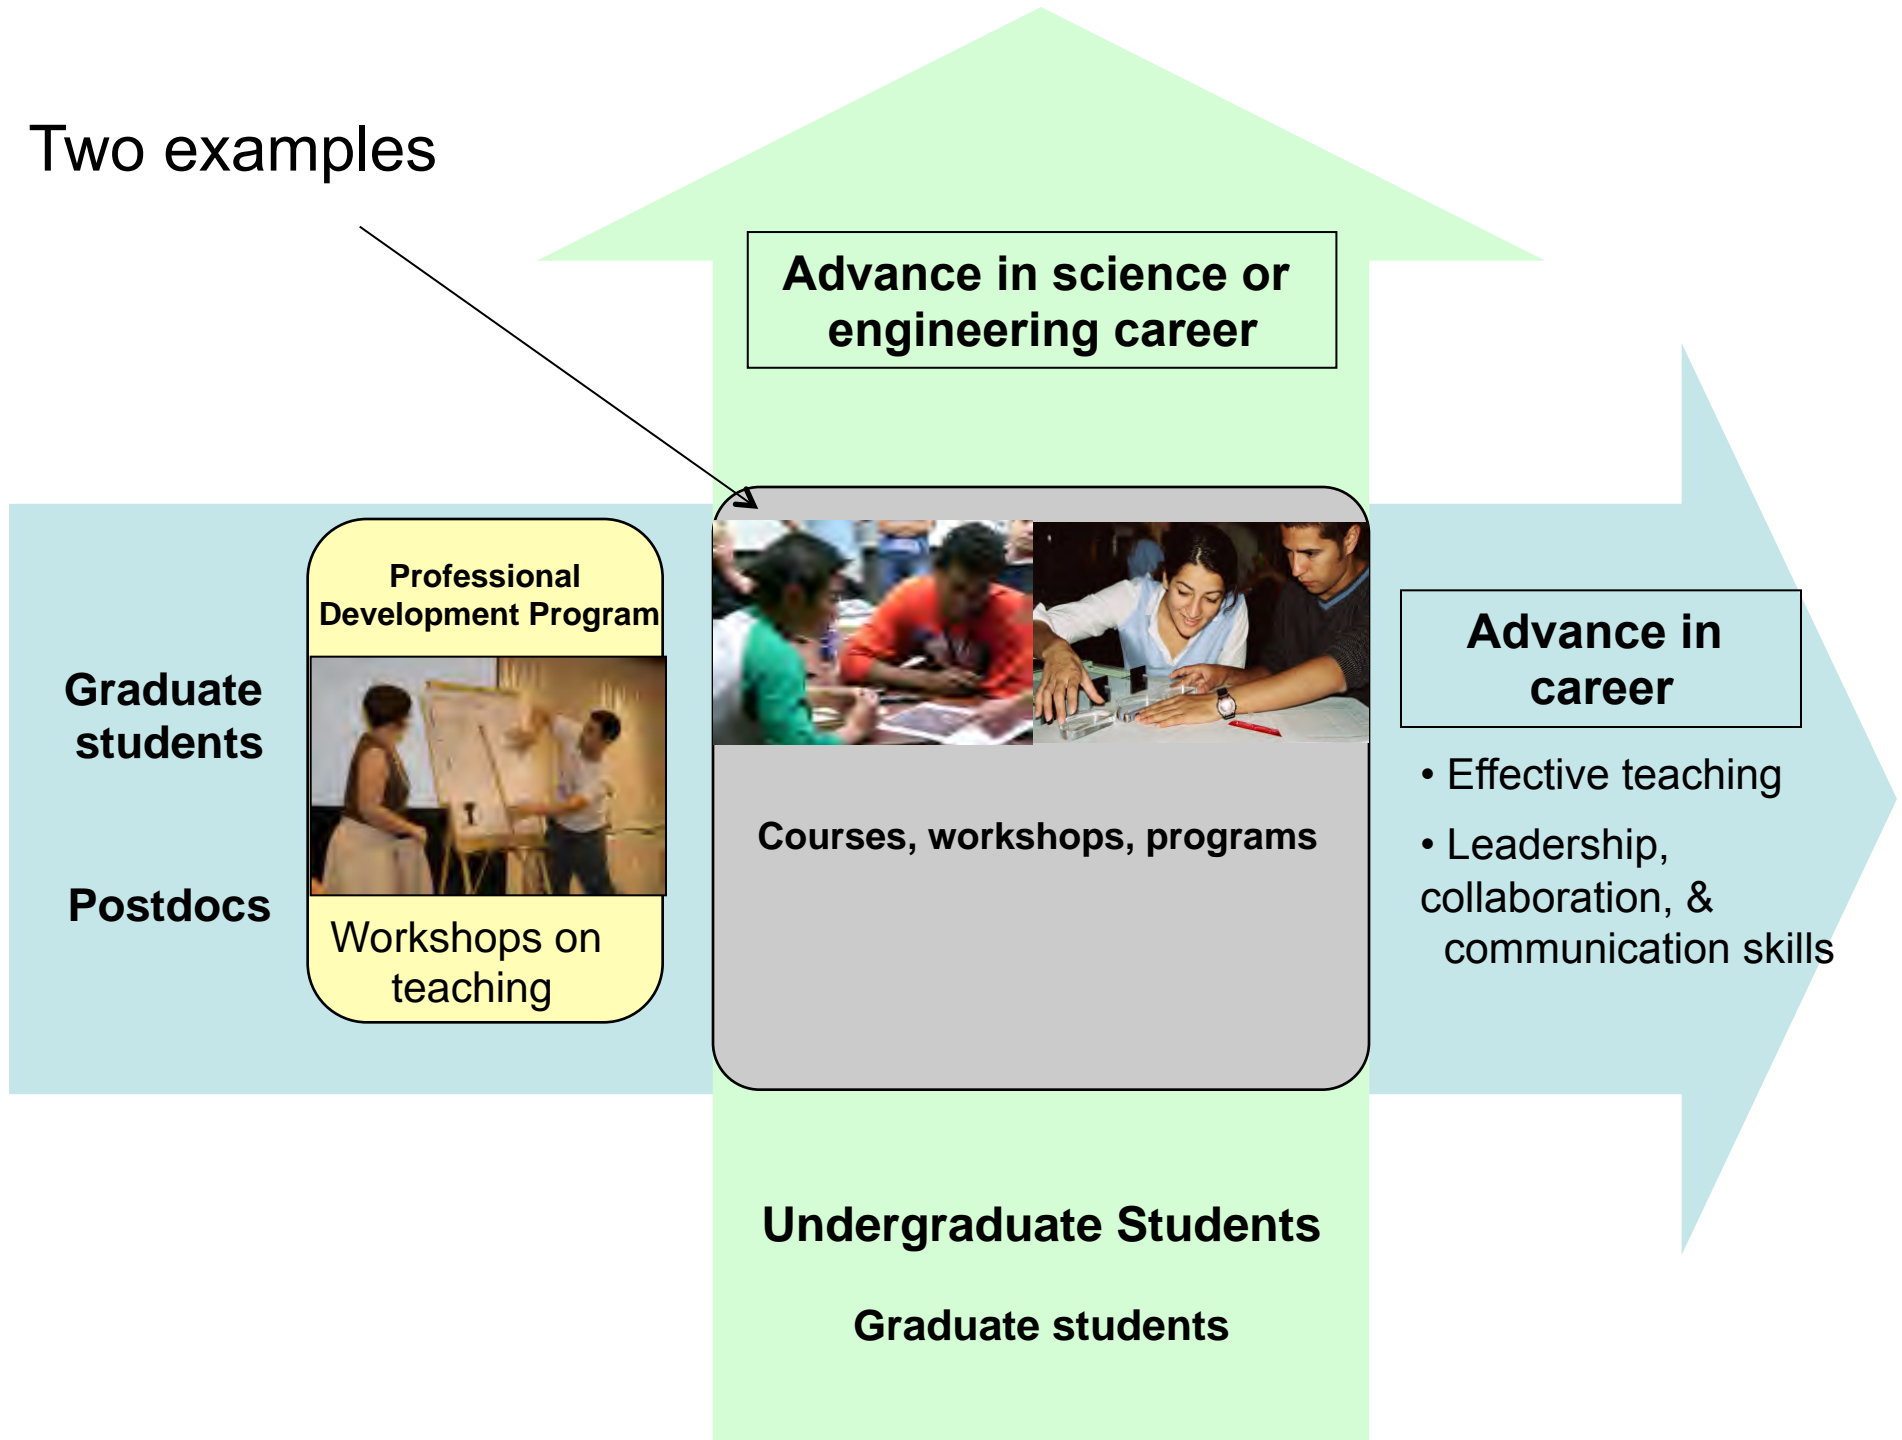 Two examples
Advance in science or
engineering career
Professional
Development Program
Graduate
students
Postdocs
Workshops on
teaching
Courses, workshops, programs
Advance in
career
• Effective teaching
• Leadership,
collaboration, &
communication skills
Undergraduate Students
Graduate students